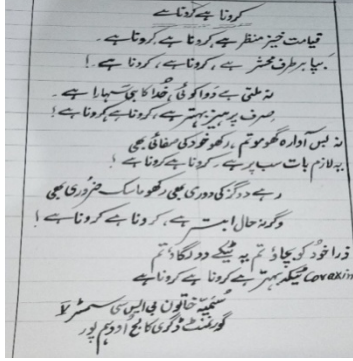 کرونا ہے کرونا ہے
قیامت خیز منظر ہے کرونا ہے کرونا ہے۔
بپا ہر طرف محشر ہے، کرونا ہے، کرونا ہے۔!
نہ ملتی ہے دوا کوئی، خدا کا ہی سہارا ہے۔
صرف پرہیز بہتر ہے، کرونا ہے کرونا ہے!
نہ بس آوارہ گھومو تم، رکھو خود کی صفائی بھی
یہ لازم بات سب پر ہے۔ کرونا ہے کرونا ہے!
رہے دو گز کی دوری بھی رکھو ماسک ضروری بھی
وگرنہ حال ابتر ہے، کرونا ہے کرونا ہے!
ذرا خود کو بچاؤ تم یہ ٹیکے دو لگاؤ تم
Covaxin ٹیکہ بہتر ہے کرونا ہے کرونا ہے
سُمیّہ خاتون بی ایس سی سمسٹر
گورنمنٹ ڈگری کالج اودہم پور